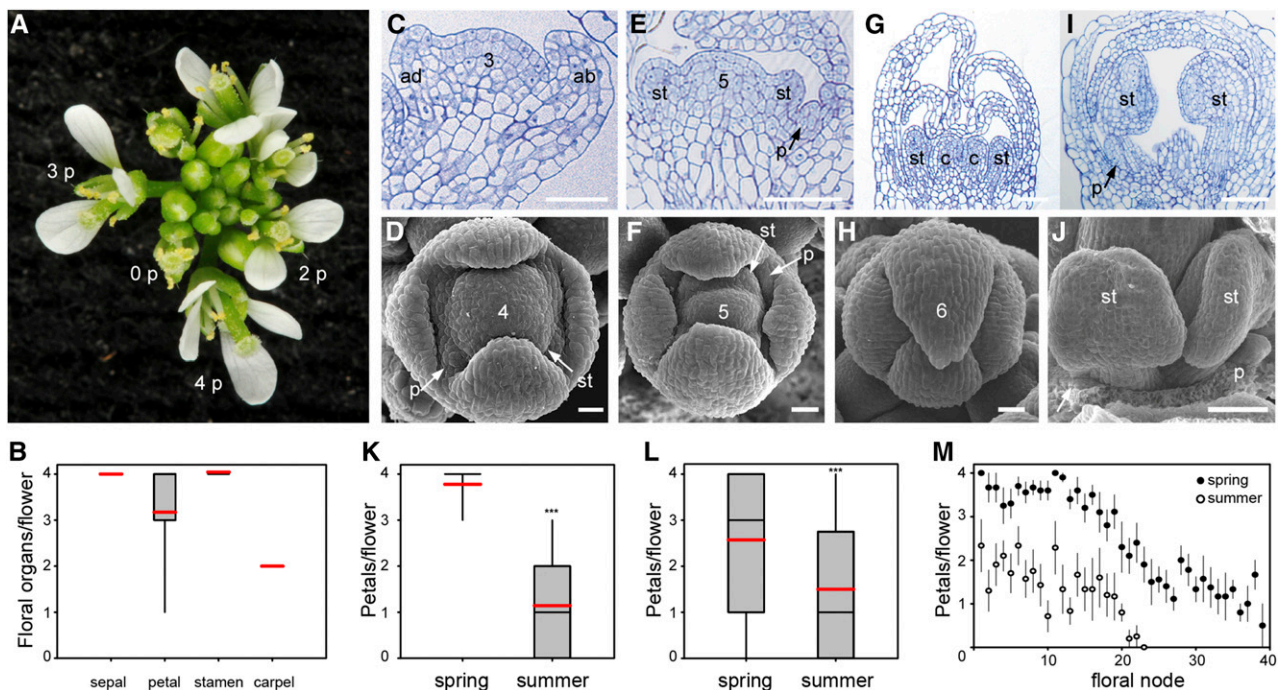 A
3 p
0 p
2 p
4 p
C
ad
3
ab
E
st
5
st
p
G
st
c
c
st
I
st
st
p
D
4
p
st
F
st
p
5
H
6
J
st
st
p
B
Floral organs/flower
4
3
2
1
0
sepal petal stamen carpel
K
Petals/flower
4
3
2
1
0
***
spring summer
L
Petals/flower
4
3
2
1
0
***
spring summer
M
Petals/flower
4
3
2
1
0
spring
summer
10 20 30 40
floral node